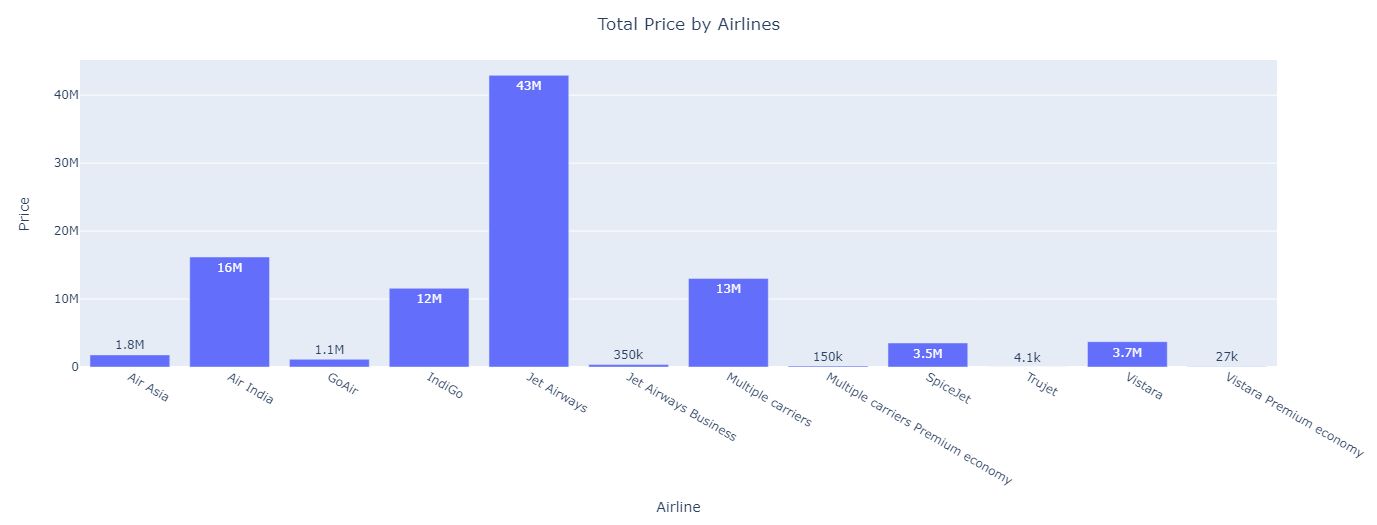 Total Price by Airlines
Price
40M
30M
20M
10M
0
1.8M
16M
1.1M
12M
43M
350k
13M
150k
3.5M
4.1k
3.7M
27k
Air Asia
Air India
GoAir
IndiGo
Jet Airways
Jet Airways Business
Multiple carriers
Multiple carriers Premium economy
SpiceJet
Trujet
Vistara
Vistara Premium economy
Airline